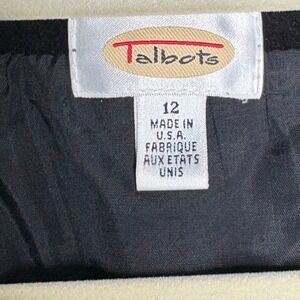 Talbots
12
MADE IN
U.S.A.
FABRIQUE
AUX ETATS
UNIS